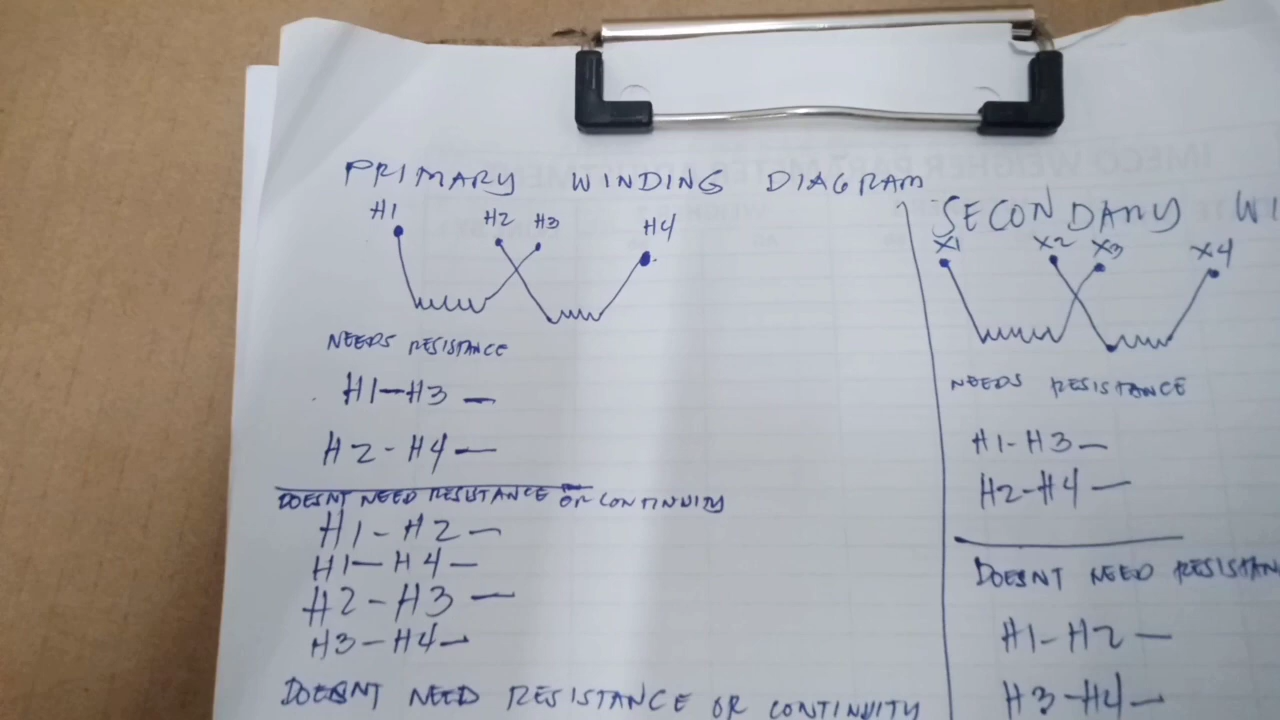 PRIMARY WINDING DIAGRAM
H1 H2 H3 H4
NEEDS RESISTANCE
H1-H3 -
H2-H4 -
DOESNT NEED RESISTANCE OR CONTINUITY
H1-H2 -
H1-H4 -
H2-H3 -
H3-H4 -
DOESNT NEED RESISTANCE OR CONTINUITY
SECONDARY WI
X1 X2 X3 X4
NEEDS RESISTANCE
H1-H3 -
H2-H4 -
DOESNT NEED RESISTAN
H1-H2 -
H3-H4 -